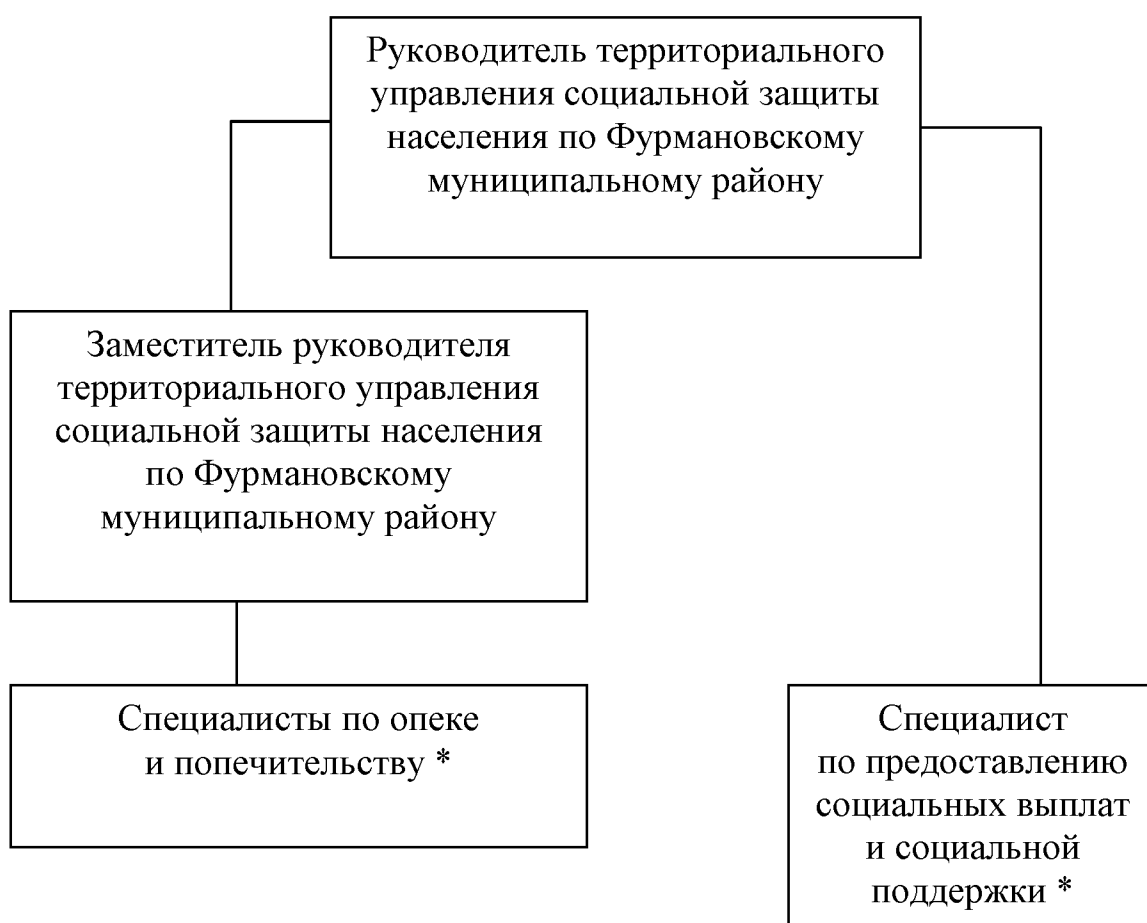 Руководитель территориального
управления социальной защиты
населения по Фурмановскому
муниципальному району
Заместитель руководителя
территориального управления
социальной защиты населения
по Фурмановскому
муниципальному району
Специалисты по опеке
и попечительству *
Специалист
по предоставлению
социальных выплат
и социальной
поддержки *